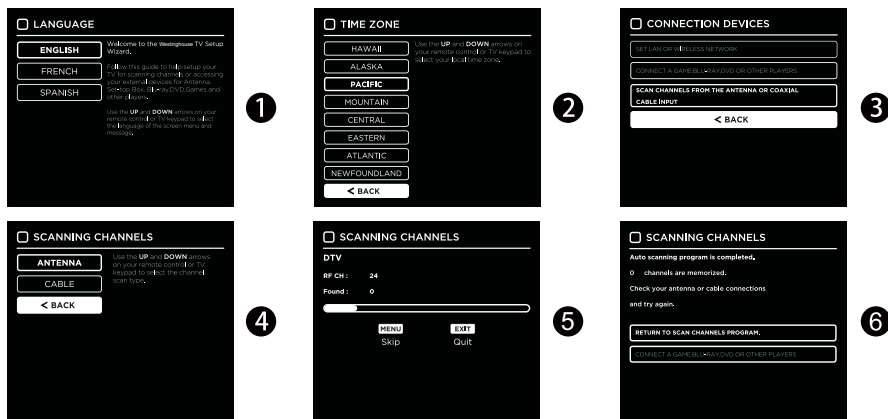 LANGUAGE
ENGLISH
FRENCH
SPANISH
Welcome to the Westinghouse TV Setup
Wizard.
Follow this guide to help setup your
TV for scanning channels or accessing
your external devices for Antenna,
Set-top Box, Blu-ray,DVD,Games and
other players.
Use the UP and DOWN arrows on your
remote control or TV keypad to select
the language of the screen menu and
message.
1
TIME ZONE
HAWAII
ALASKA
PACIFIC
MOUNTAIN
CENTRAL
EASTERN
ATLANTIC
NEWFOUNDLAND
< BACK
Use the UP and DOWN arrows on
your remote control or TV keypad to
select your local time zone.
2
CONNECTION DEVICES
SET LAN OR WIRELESS NETWORK
CONNECT A GAME,BLU-RAY,DVD OR OTHER PLAYERS
SCAN CHANNELS FROM THE ANTENNA OR COAXIAL
CABLE INPUT
< BACK
3
SCANNING CHANNELS
ANTENNA
CABLE
< BACK
Use the UP and DOWN arrows
on your remote control or TV
keypad to select the channel
scan type.
4
SCANNING CHANNELS
DTV
RF CH : 24
Found : 0
MENU EXIT
Skip Quit
5
SCANNING CHANNELS
Auto scanning program is completed.
0 channels are memorized.
Check your antenna or cable connections
and try again.
RETURN TO SCAN CHANNELS PROGRAM.
CONNECT A GAME,BLU-RAY,DVD OR OTHER PLAYERS
6